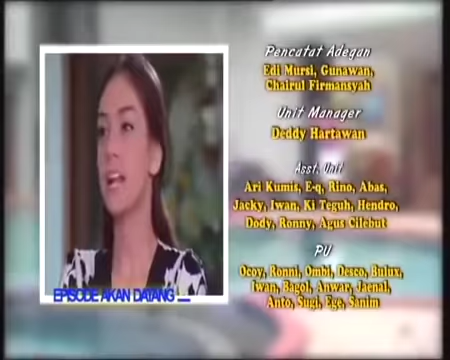 Pencatat Adegan
Edi Mursi, Gunawan,
Chairul Firmansyah
Unit Manager
Deddy Hartawan
Asst. Unit
Ari Kumis, E-q, Rino, Abas,
Jacky, Iwan, Ki Teguh, Hendro,
Dody, Ronny, Agus Cilebut
PU
Ocoy, Ronni, Ombi, Desco, Bulux,
Iwan, Bagol, Anwar, Jaenal,
Anto, Sugi, Ege, Sanim
EPISODE AKAN DATANG ....